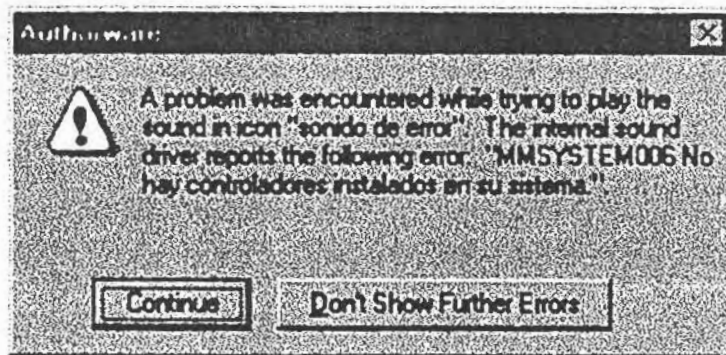 Authorware
A problem was encountered while trying to play the
sound in icon "sonido de error". The internal sound
driver reports the following error: "MMSYSTEM006 No
hay controladores instalados en su sistema.".
Continue
Don't Show Further Errors